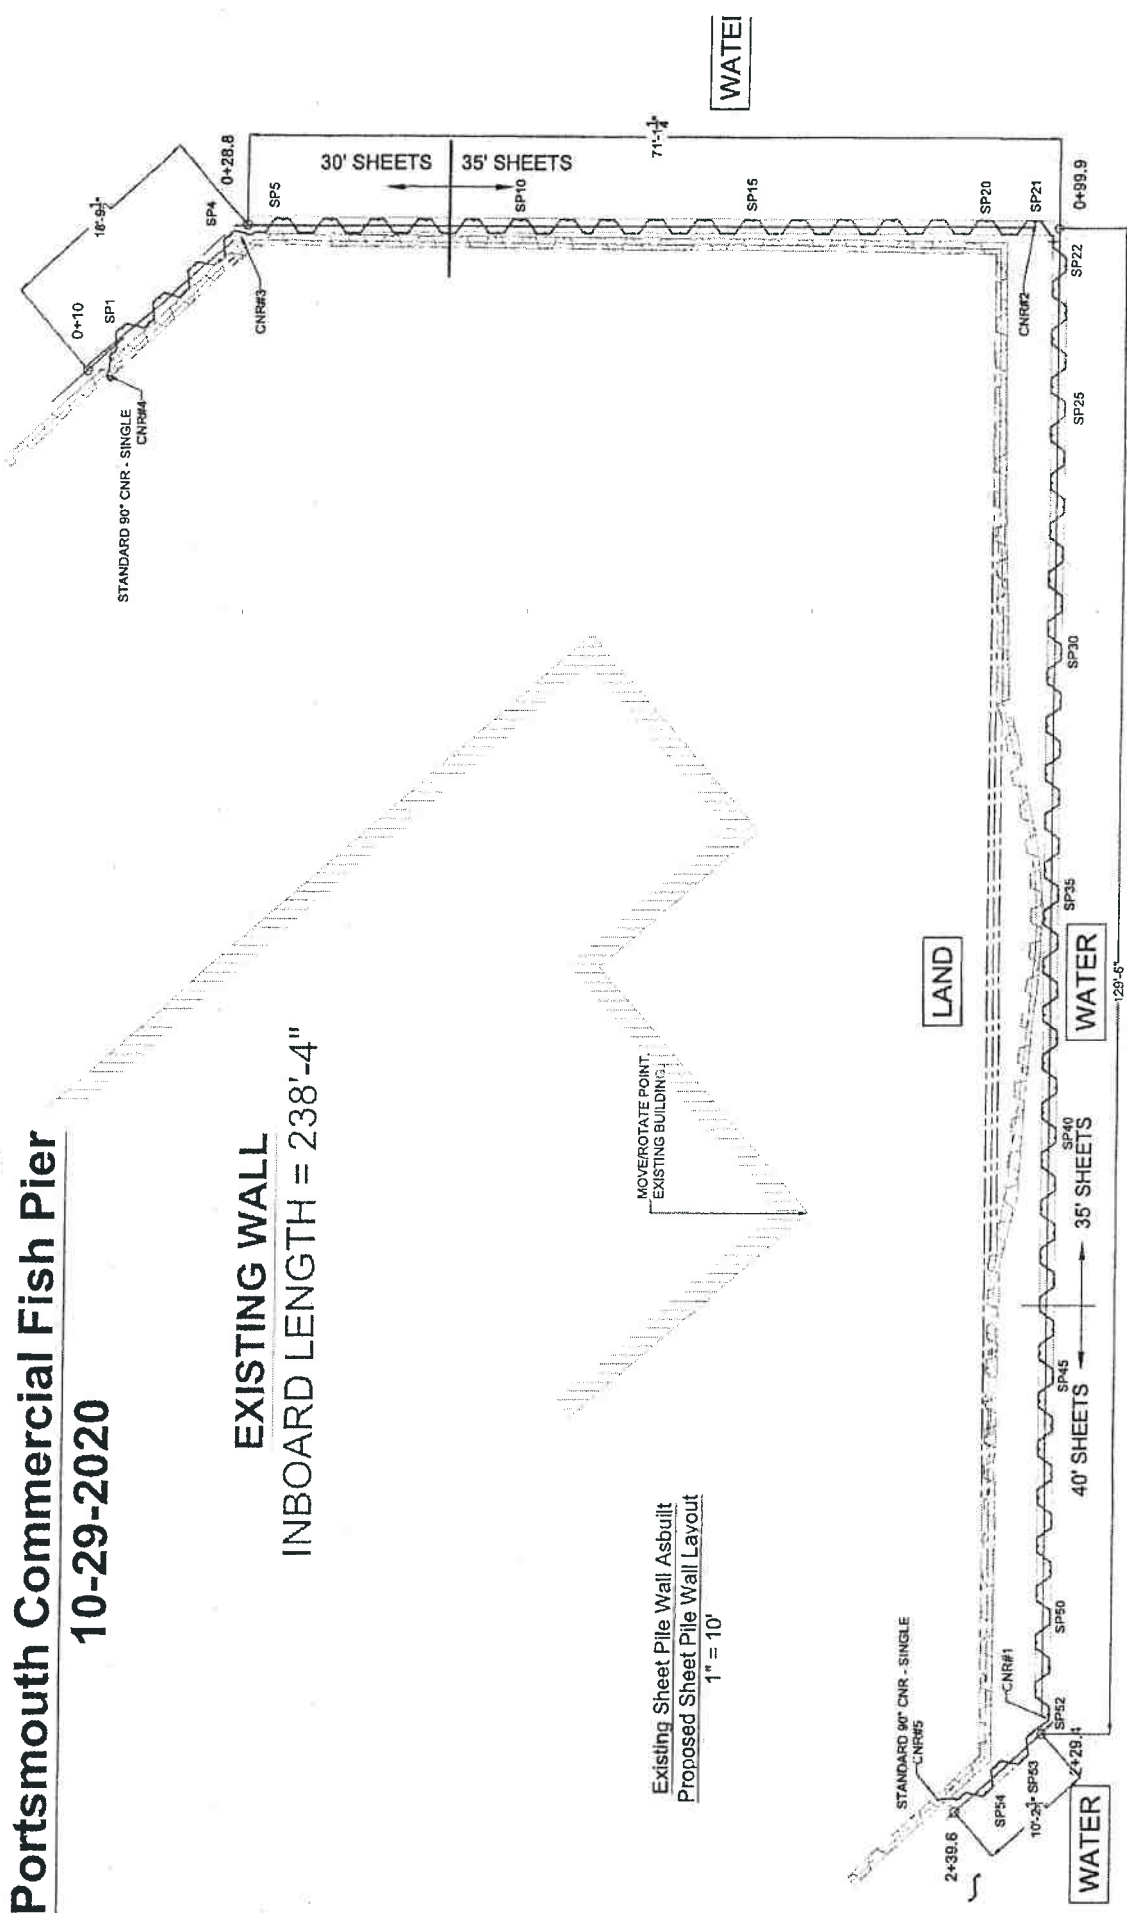 Portsmouth Commercial Fish Pier
10-29-2020
EXISTING WALL
INBOARD LENGTH = 238'-4"
Existing Sheet Pile Wall Asbuilt
Proposed Sheet Pile Wall Layout
1" = 10'
MOVE/ROTATE POINT.
EXISTING BUILDING.
STANDARD 90° CNR - SINGLE
CNR#4
0+10
SP1
18'-9
SP4
0+28.8
CNR#3
SP5
30' SHEETS
35' SHEETS
SP10
71'-1 1/4"
WATE
SP15
SP20
SP21
0+99.9
CNR#2
SP22
SP25
SP30
SP35
LAND
WATER
129'-6"
SP40
35' SHEETS
40' SHEETS
SP45
SP50
CNR#1
SP52
2+29.4
SP53
10'-2
SP54
STANDARD 90° CNR - SINGLE
CNR#5
2+39.6
WATER